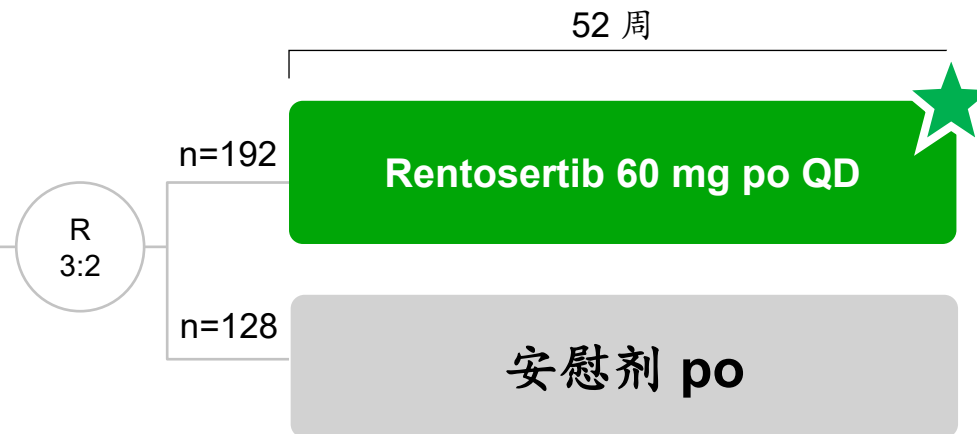 52 周
n=192
Rentosertib 60 mg po QD
R
3:2
n=128
安慰剂 po